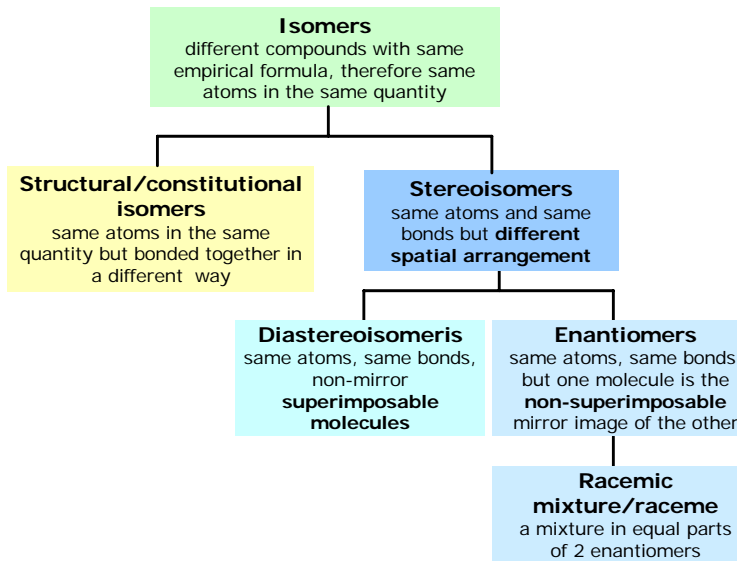 Isomers
different compounds with same
empirical formula, therefore same
atoms in the same quantity
Structural/constitutional
isomers
same atoms in the same
quantity but bonded together in
a different way
Stereoisomers
same atoms and same
bonds but different
spatial arrangement
Diastereoisomeris
same atoms, same bonds,
non-mirror
superimposable
molecules
Enantiomers
same atoms, same bonds
but one molecule is the
non-superimposable
mirror image of the other
Racemic
mixture/raceme
a mixture in equal parts
of 2 enantiomers